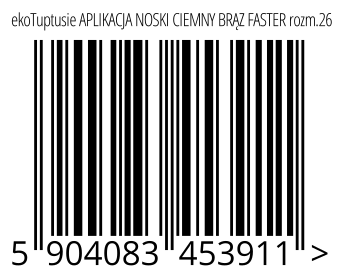 ekoTuptusie APLIKACJA NOSKI CIEMNY BRĄZ FASTER rozm.26
5 904083 453911 >